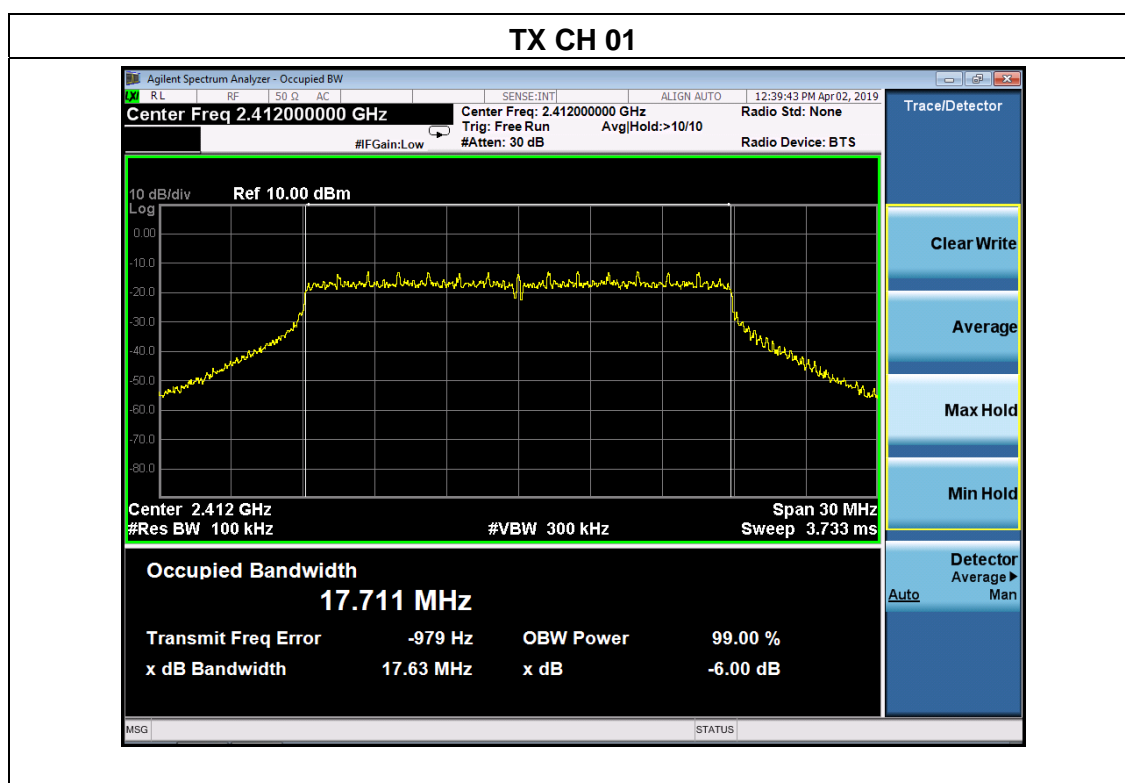 TX CH 01
Agilent Spectrum Analyzer - Occupied BW
LXI RL RF 50 Ω AC SENSE:INT ALIGN AUTO 12:39:43 PM Apr 02, 2019
Center Freq 2.412000000 GHz
Center Freq: 2.412000000 GHz
Radio Std: None
Trig: Free Run Avg|Hold:>10/10
#IFGain:Low
#Atten: 30 dB
Radio Device: BTS
Trace/Detector
10 dB/div Ref 10.00 dBm
Log
0.00
-10.0
-20.0
-30.0
-40.0
-50.0
-60.0
-70.0
-80.0
Clear Write
Average
Max Hold
Min Hold
Center 2.412 GHz Span 30 MHz
#Res BW 100 kHz #VBW 300 kHz Sweep 3.733 ms
Detector
Average
Auto Man
Occupied Bandwidth
17.711 MHz
Transmit Freq Error -979 Hz OBW Power 99.00 %
x dB Bandwidth 17.63 MHz x dB -6.00 dB
MSG STATUS